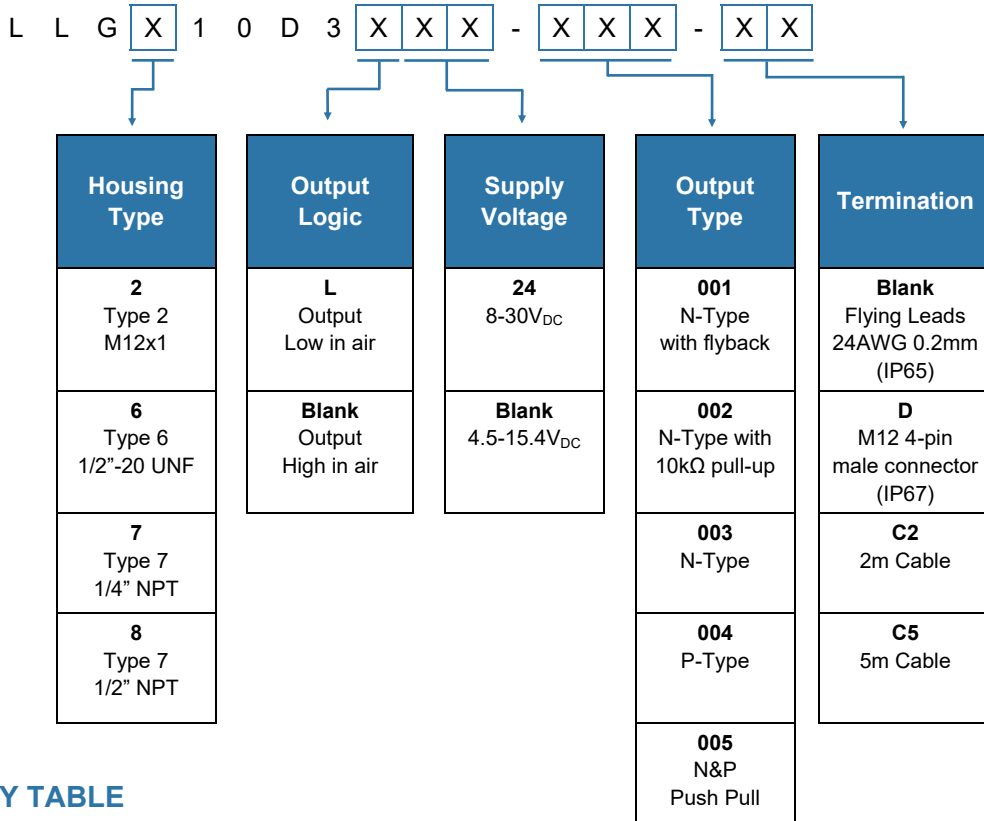 L L G X 1 0 D 3 X X X - X X X - X X
Housing
Type
2
Type 2
M12x1
6
Type 6
1/2”-20 UNF
7
Type 7
1/4” NPT
8
Type 7
1/2” NPT
Output
Logic
L
Output
Low in air
Blank
Output
High in air
Supply
Voltage
24
8-30VDC
Blank
4.5-15.4VDC
Output
Type
001
N-Type
with flyback
002
N-Type with
10kΩ pull-up
003
N-Type
004
P-Type
005
N&P
Push Pull
Termination
Blank
Flying Leads
24AWG 0.2mm
(IP65)
D
M12 4-pin
male connector
(IP67)
C2
2m Cable
C5
5m Cable
Y TABLE